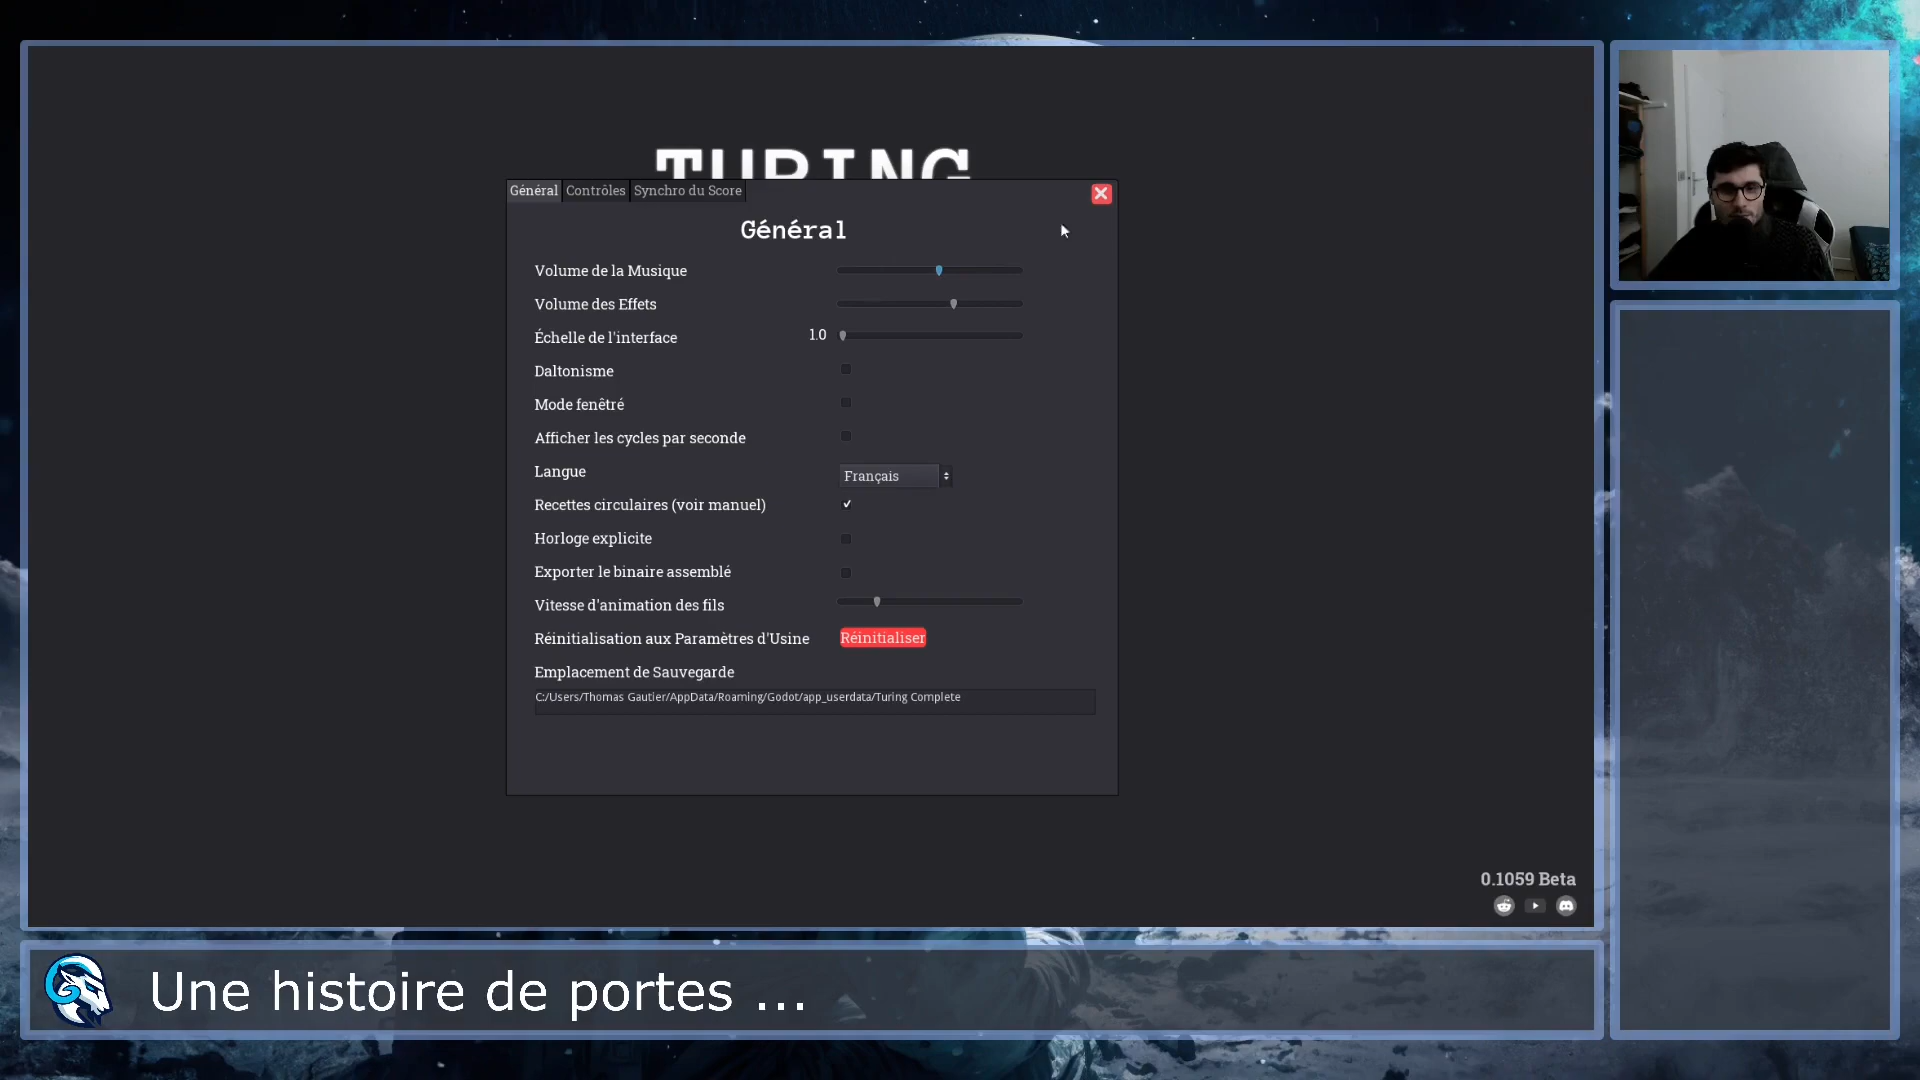 TURING
Général Contrôles Synchro du Score
Général
Volume de la Musique
Volume des Effets
Échelle de l'interface 1.0
Daltonisme
Mode fenêtré
Afficher les cycles par seconde
Langue Français
Recettes circulaires (voir manuel)
Horloge explicite
Exporter le binaire assemblé
Vitesse d'animation des fils
Réinitialisation aux Paramètres d'Usine Réinitialiser
Emplacement de Sauvegarde
C:/Users/Thomas Gautier/AppData/Roaming/Godot/app_userdata/Turing Complete
0.1059 Beta
Une histoire de portes ...